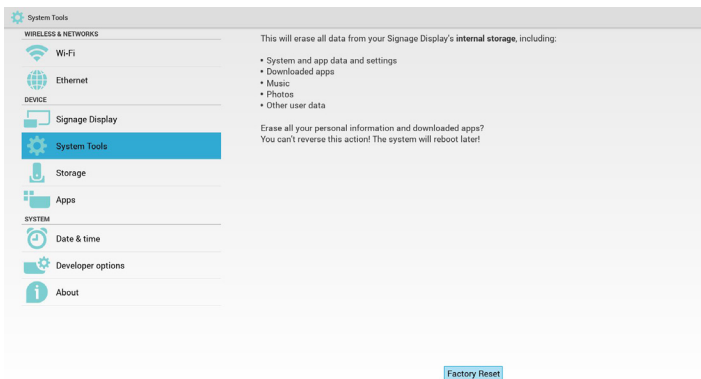 System Tools
WIRELESS & NETWORKS
Wi-Fi
Ethernet
DEVICE
Signage Display
System Tools
Storage
Apps
SYSTEM
Date & time
Developer options
About
This will erase all data from your Signage Display's internal storage, including:
• System and app data and settings
• Downloaded apps
• Music
• Photos
• Other user data
Erase all your personal information and downloaded apps?
You can't reverse this action! The system will reboot later!
Factory Reset